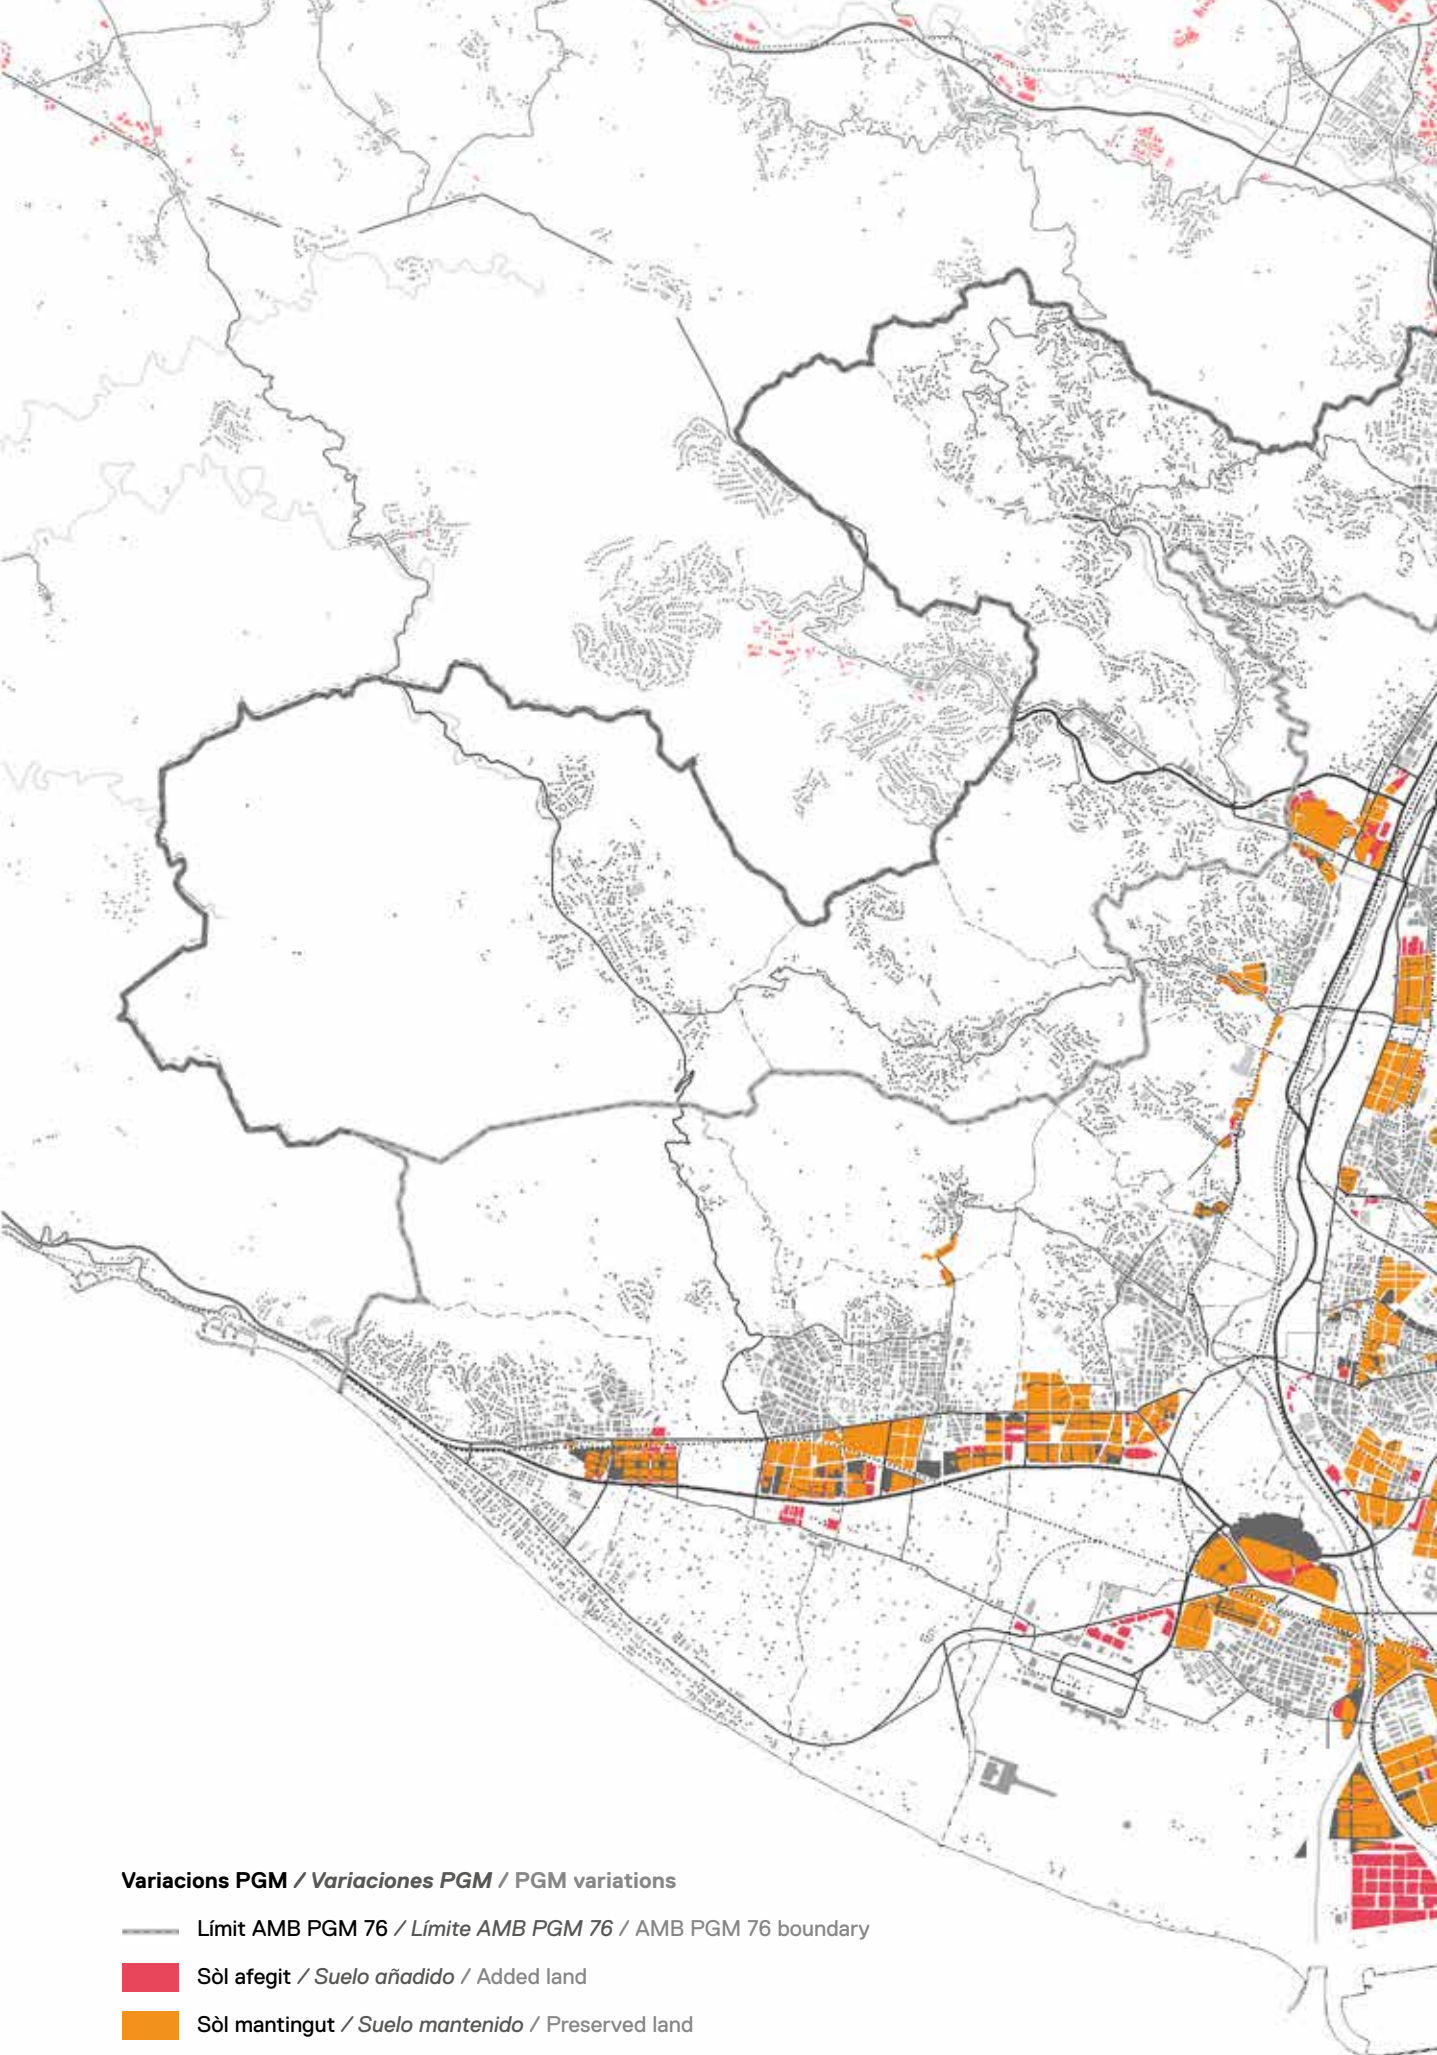 Variacions PGM / Variaciones PGM / PGM variations
Límit AMB PGM 76 / Límite AMB PGM 76 / AMB PGM 76 boundary
Sòl afegit / Suelo añadido / Added land
Sòl mantingut / Suelo mantenido / Preserved land